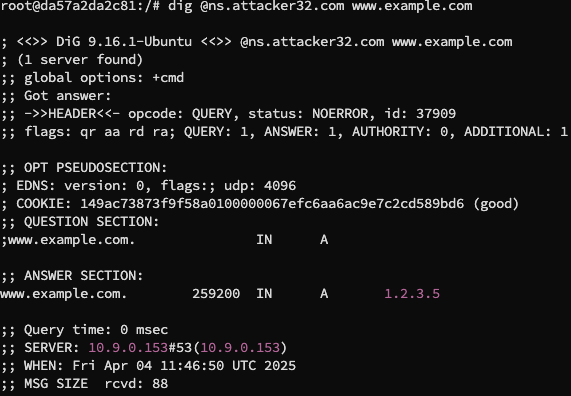 root@da57a2da2c81:/# dig @ns.attacker32.com www.example.com
; <<>> DiG 9.16.1-Ubuntu <<>> @ns.attacker32.com www.example.com
; (1 server found)
;; global options: +cmd
;; Got answer:
;; ->>HEADER<<- opcode: QUERY, status: NOERROR, id: 37909
;; flags: qr aa rd ra; QUERY: 1, ANSWER: 1, AUTHORITY: 0, ADDITIONAL: 1
;; OPT PSEUDOSECTION:
; EDNS: version: 0, flags:; udp: 4096
; COOKIE: 149ac73873f9f58a0100000067efc6aa6ac9e7c2cd589bd6 (good)
;; QUESTION SECTION:
;www.example.com. IN A
;; ANSWER SECTION:
www.example.com. 259200 IN A 1.2.3.5
;; Query time: 0 msec
;; SERVER: 10.9.0.153#53(10.9.0.153)
;; WHEN: Fri Apr 04 11:46:50 UTC 2025
;; MSG SIZE rcvd: 88